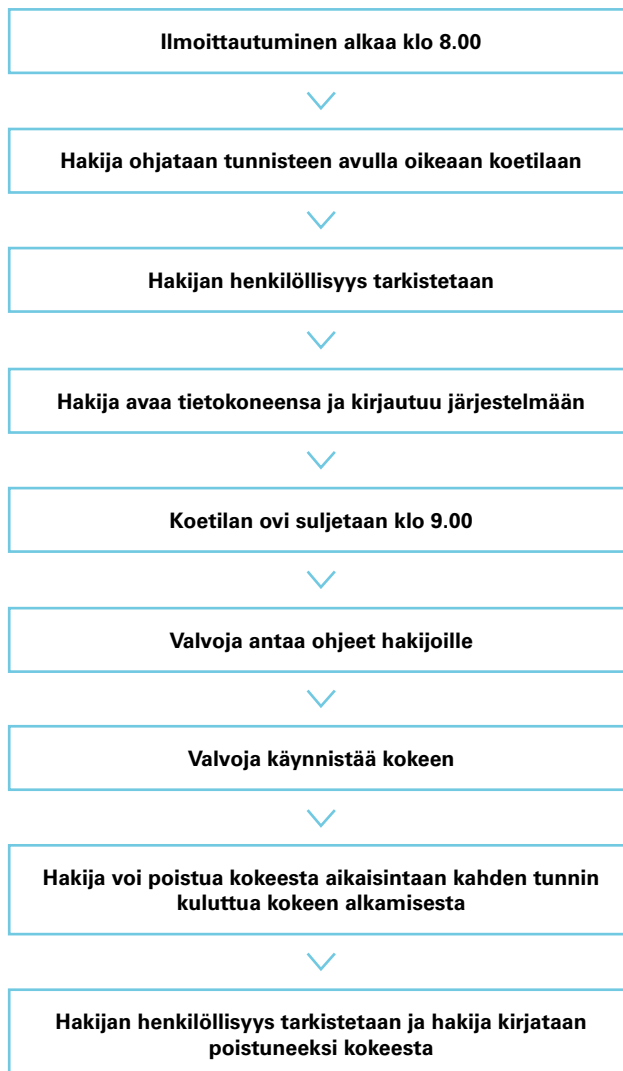 Ilmoittautuminen alkaa klo 8.00
Hakija ohjataan tunnisteen avulla oikeaan koetilaan
Hakijan henkilöllisyys tarkistetaan
Hakija avaa tietokoneensa ja kirjautuu järjestelmään
Koetilan ovi suljetaan klo 9.00
Valvoja antaa ohjeet hakijoille
Valvoja käynnistää kokeen
Hakija voi poistua kokeesta aikaisintaan kahden tunnin
kuluttua kokeen alkamisesta
Hakijan henkilöllisyys tarkistetaan ja hakija kirjataan
poistuneeksi kokeesta